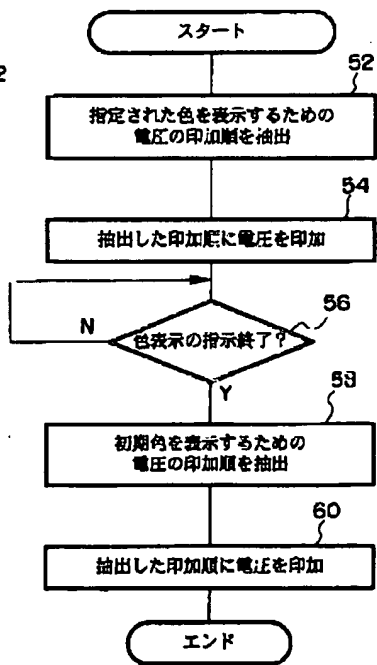 スタート
2
52
指定された色を表示するための
電圧の印加順を抽出
54
抽出した印加順に電圧を印加
56
N
色表示の指示終了?
Y
58
初期色を表示するための
電圧の印加順を抽出
60
抽出した印加順に電圧を印加
エンド